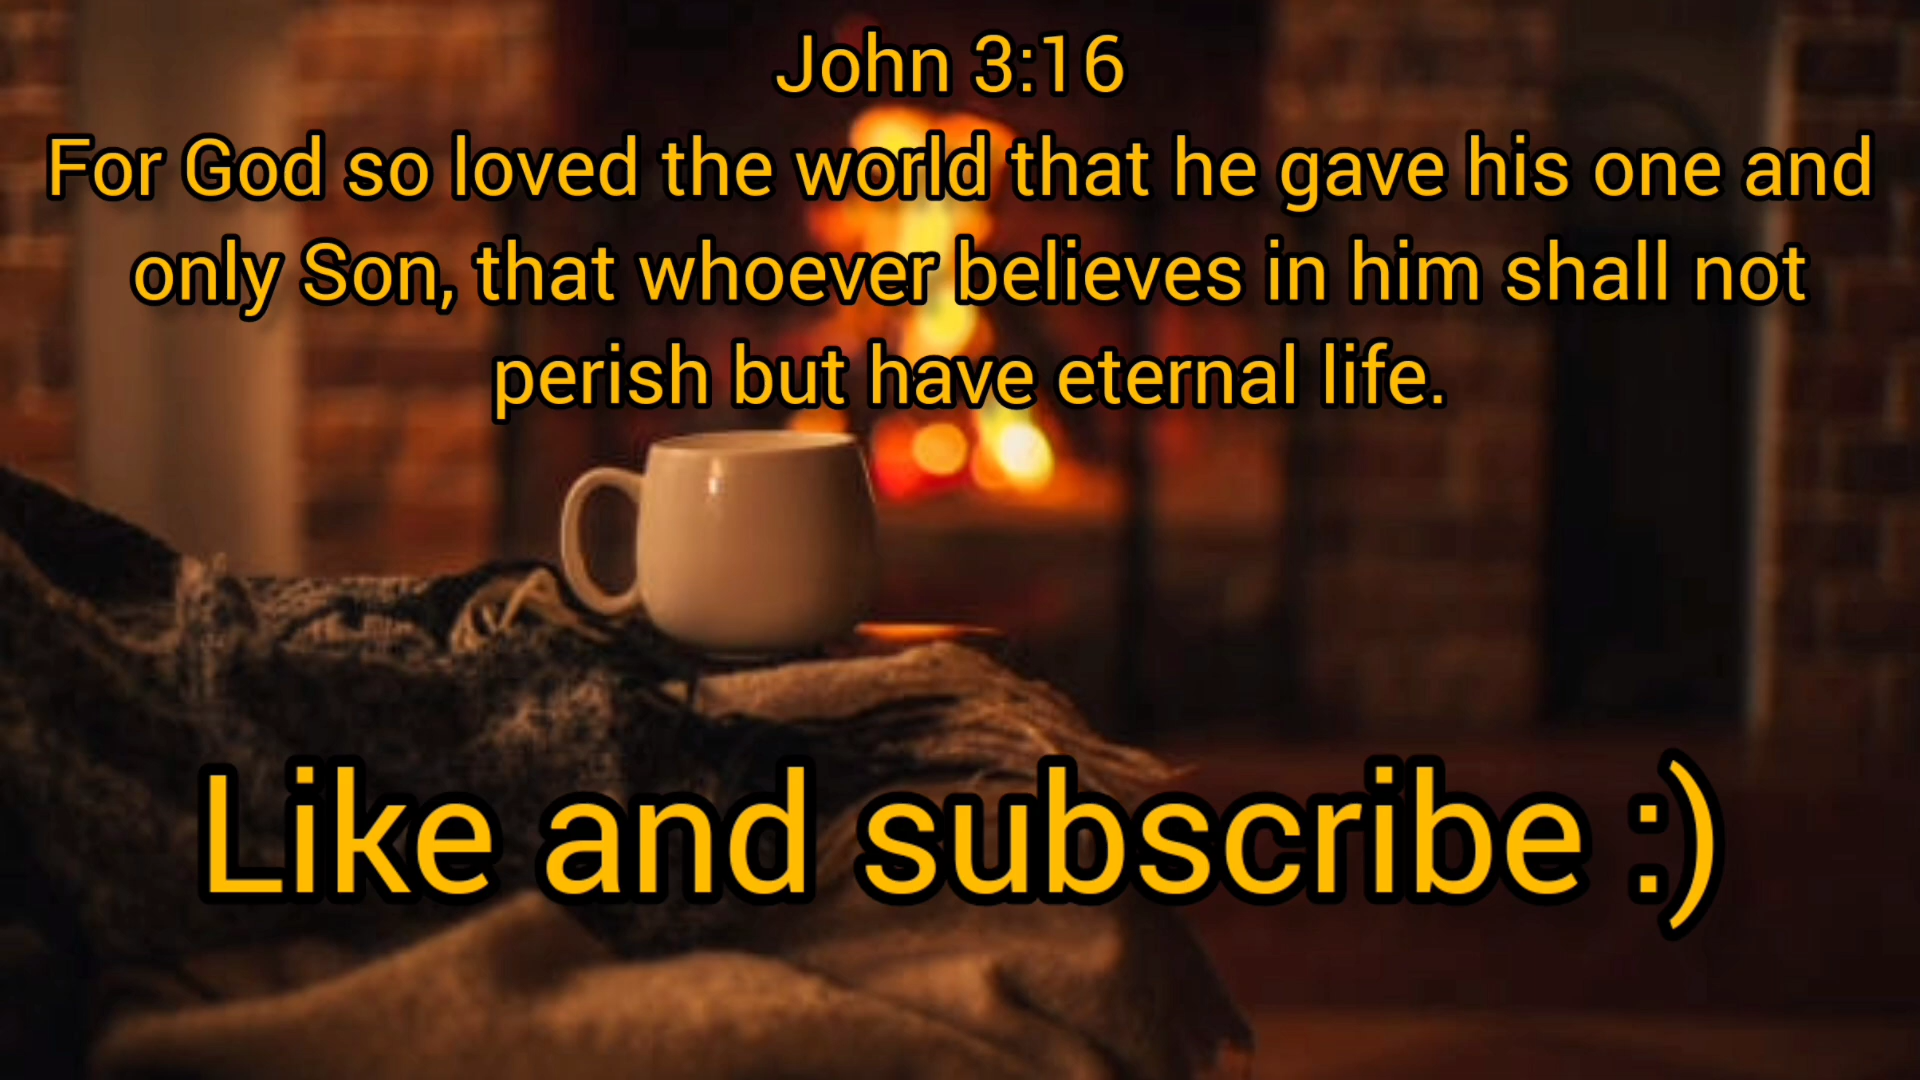 John 3:16
For God so loved the world that he gave his one and
only Son, that whoever believes in him shall not
perish but have eternal life.
Like and subscribe :)